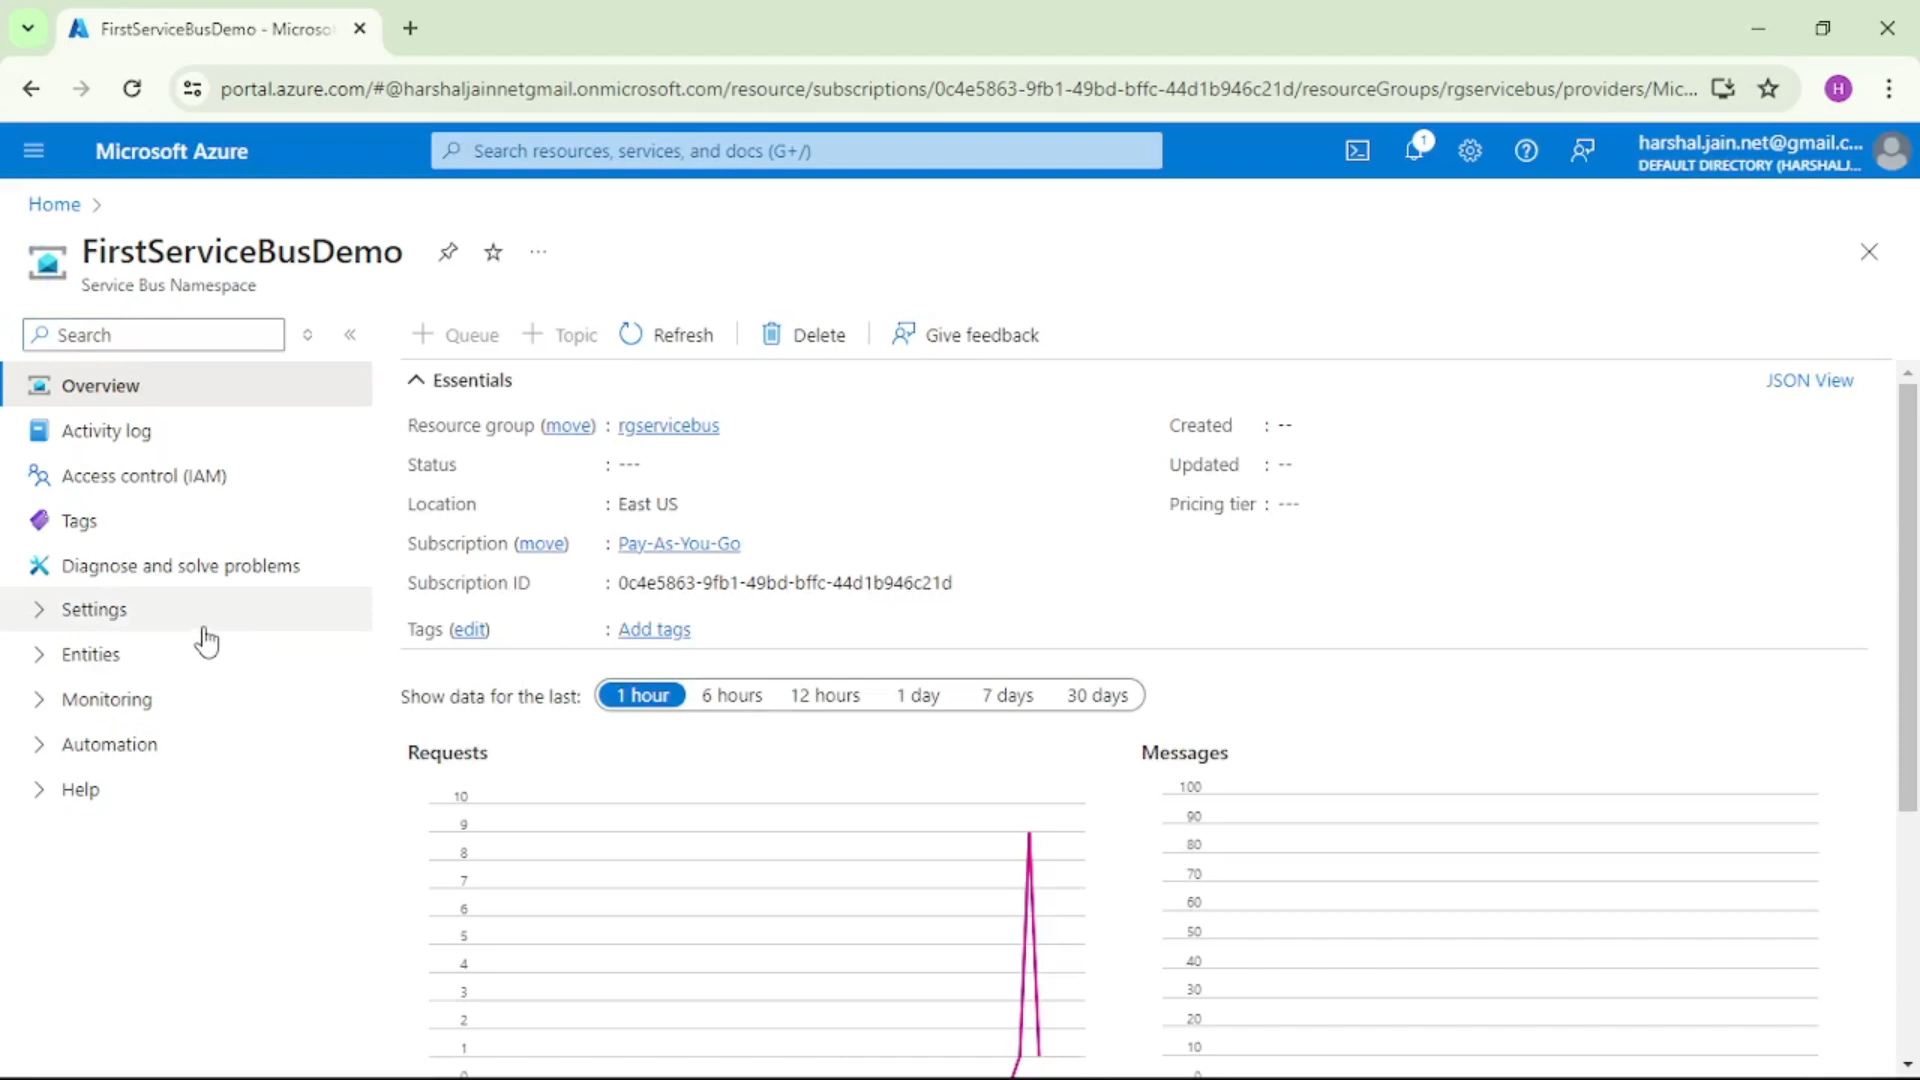 FirstServiceBusDemo - Microso
portal.azure.com/#@harshaljainnetgmail.onmicrosoft.com/resource/subscriptions/0c4e5863-9fb1-49bd-bffc-44d1b946c21d/resourceGroups/rgservicebus/providers/Mic...
H
Microsoft Azure
Search resources, services, and docs (G+/)
1
harshal.jain.net@gmail.c...
DEFAULT DIRECTORY (HARSHALJ...
Home
FirstServiceBusDemo
Service Bus Namespace
Search
Queue
Topic
Refresh
Delete
Give feedback
Overview
Activity log
Access control (IAM)
Tags
Diagnose and solve problems
Settings
Entities
Monitoring
Automation
Help
Essentials
JSON View
Resource group (move) : rgservicebus
Status : ---
Location : East US
Subscription (move) : Pay-As-You-Go
Subscription ID : 0c4e5863-9fb1-49bd-bffc-44d1b946c21d
Tags (edit) : Add tags
Created : --
Updated : --
Pricing tier : ---
Show data for the last: 1 hour 6 hours 12 hours 1 day 7 days 30 days
Requests
10
9
8
7
6
5
4
3
2
1
0
Messages
100
90
80
70
60
50
40
30
20
10
0